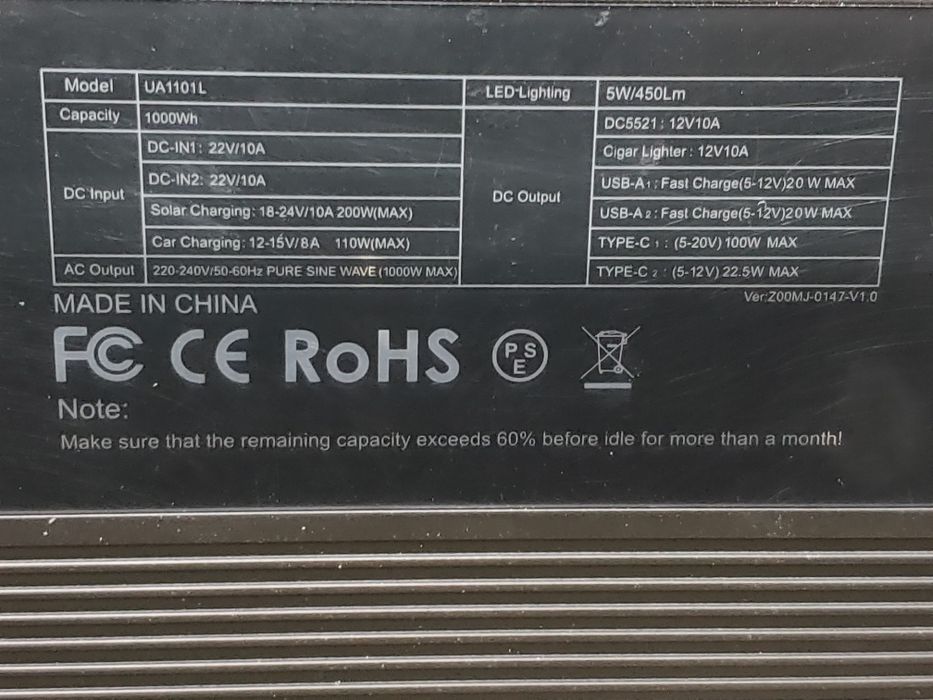 Model UA1101L LED-Lighting 5W/450Lm
Capacity 1000Wh
DC Input
DC-IN1: 22V/10A
DC-IN2: 22V/10A
Solar Charging: 18-24V/10A 200W(MAX)
Car Charging: 12-15V/8A 110W(MAX)
AC Output 220-240V/50-60Hz PURE SINE WAVE (1000W MAX)
DC Output
DC5521: 12V10A
Cigar Lighter: 12V10A
USB-A1: Fast Charge(5-12V)20 W MAX
USB-A2: Fast Charge(5-12V)20W MAX
TYPE-C 1: (5-20V) 100W MAX
TYPE-C 2: (5-12V) 22.5W MAX
MADE IN CHINA
Ver:Z00MJ-0147-V1.0
FC CE RoHS PSE
Note:
Make sure that the remaining capacity exceeds 60% before idle for more than a month!